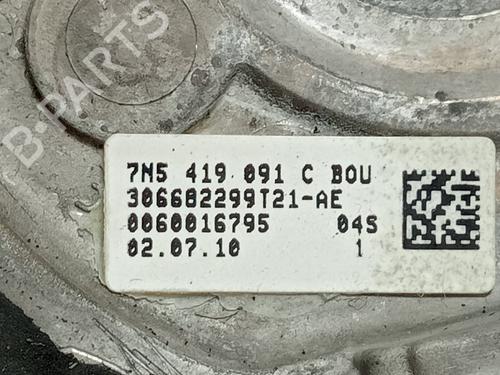 B-PARTS
7N5 419 091 C BOU
306682299T21-AE
0060016795 04S
02.07.10 1